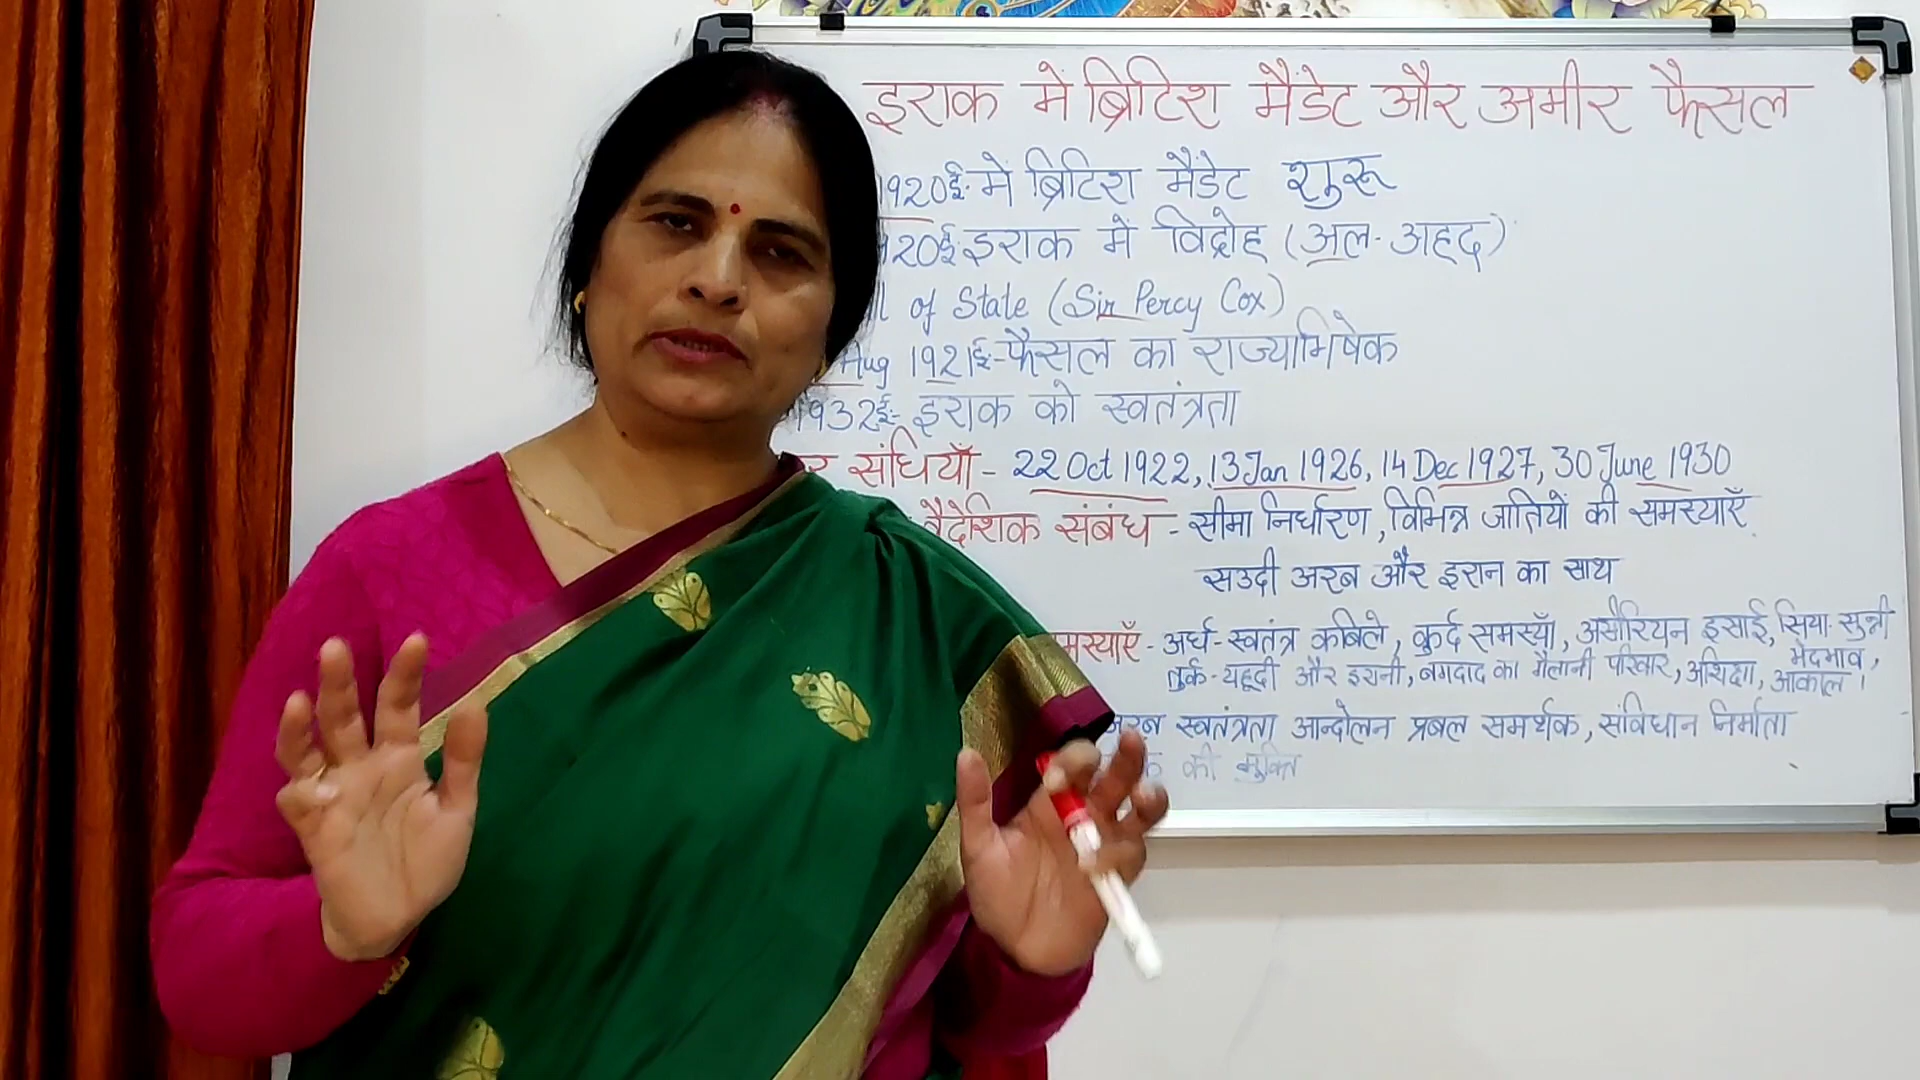 इराक में ब्रिटिश मैंडेट और अमीर फैसल
1920ई. में ब्रिटिश मैंडेट शुरू
20ई. इराक में विद्रोह (अल-अहद)
of State (Sir Percy Cox)
Aug 1921ई.-फैसल का राज्याभिषेक
1932ई.- इराक को स्वतंत्रता
संधियाँ - 22 Oct 1922, 13 Jan 1926, 14 Dec 1927, 30 June 1930
वैदेशिक संबंध - सीमा निर्धारण, विभिन्न जातियों की समस्याएँ
सउदी अरब और इरान का साथ
अर्ध-स्वतंत्र कबिले, कुर्द समस्याँ, असीरियन इसाई, सिया-सुन्नी
भेदभाव,
तुर्क-यहूदी और इरानी, बगदाद का गैलानी परिवार, अशिक्षा, आकाल।
स्वतंत्रता आन्दोलन प्रबल समर्थक, संविधान निर्माता
की मुक्ति